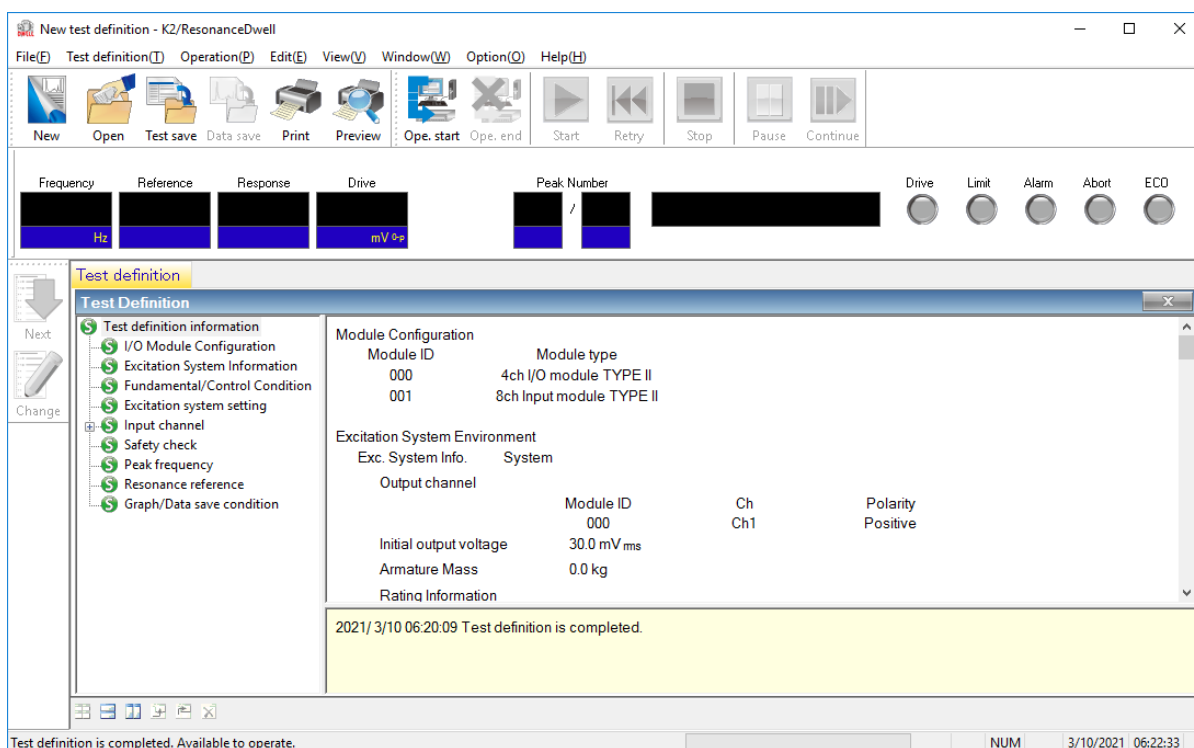 New test definition - K2/ResonanceDwell
File(F) Test definition(T) Operation(P) Edit(E) View(V) Window(W) Option(O) Help(H)
New Open Test save Data save Print Preview Ope. start Ope. end Start Retry Stop Pause Continue
Frequency Reference Response Drive Peak Number Drive Limit Alarm Abort ECO
/
Hz mV 0-p
Test definition
Test Definition
Next
Change
Test definition information
I/O Module Configuration
Excitation System Information
Fundamental/Control Condition
Excitation system setting
Input channel
Safety check
Peak frequency
Resonance reference
Graph/Data save condition
Module Configuration
Module ID Module type
000 4ch I/O module TYPE II
001 8ch Input module TYPE II
Excitation System Environment
Exc. System Info. System
Output channel
Module ID Ch Polarity
000 Ch1 Positive
Initial output voltage 30.0 mV rms
Armature Mass 0.0 kg
Rating Information
2021/ 3/10 06:20:09 Test definition is completed.
Test definition is completed. Available to operate. NUM 3/10/2021 06:22:33